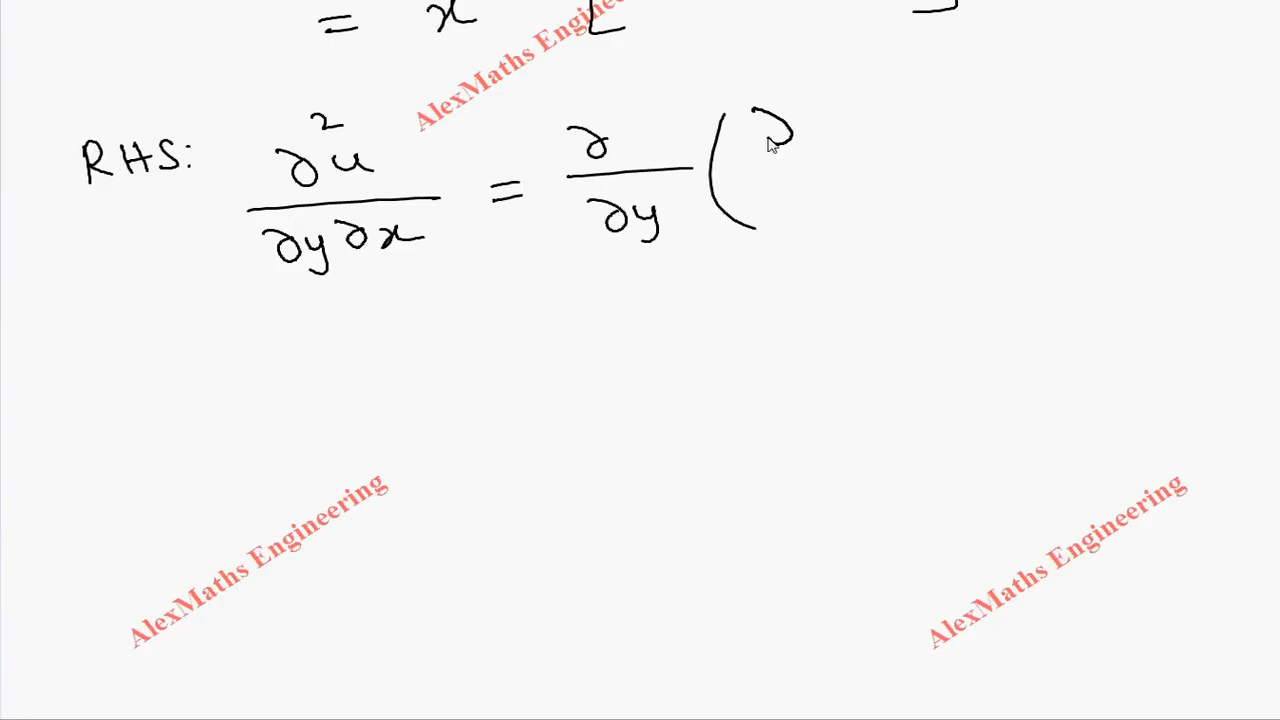 = x [ ]
AlexMaths Engineering
RHS: ∂²u / ∂y∂x = ∂ / ∂y ( ∂
AlexMaths Engineering
AlexMaths Engineering